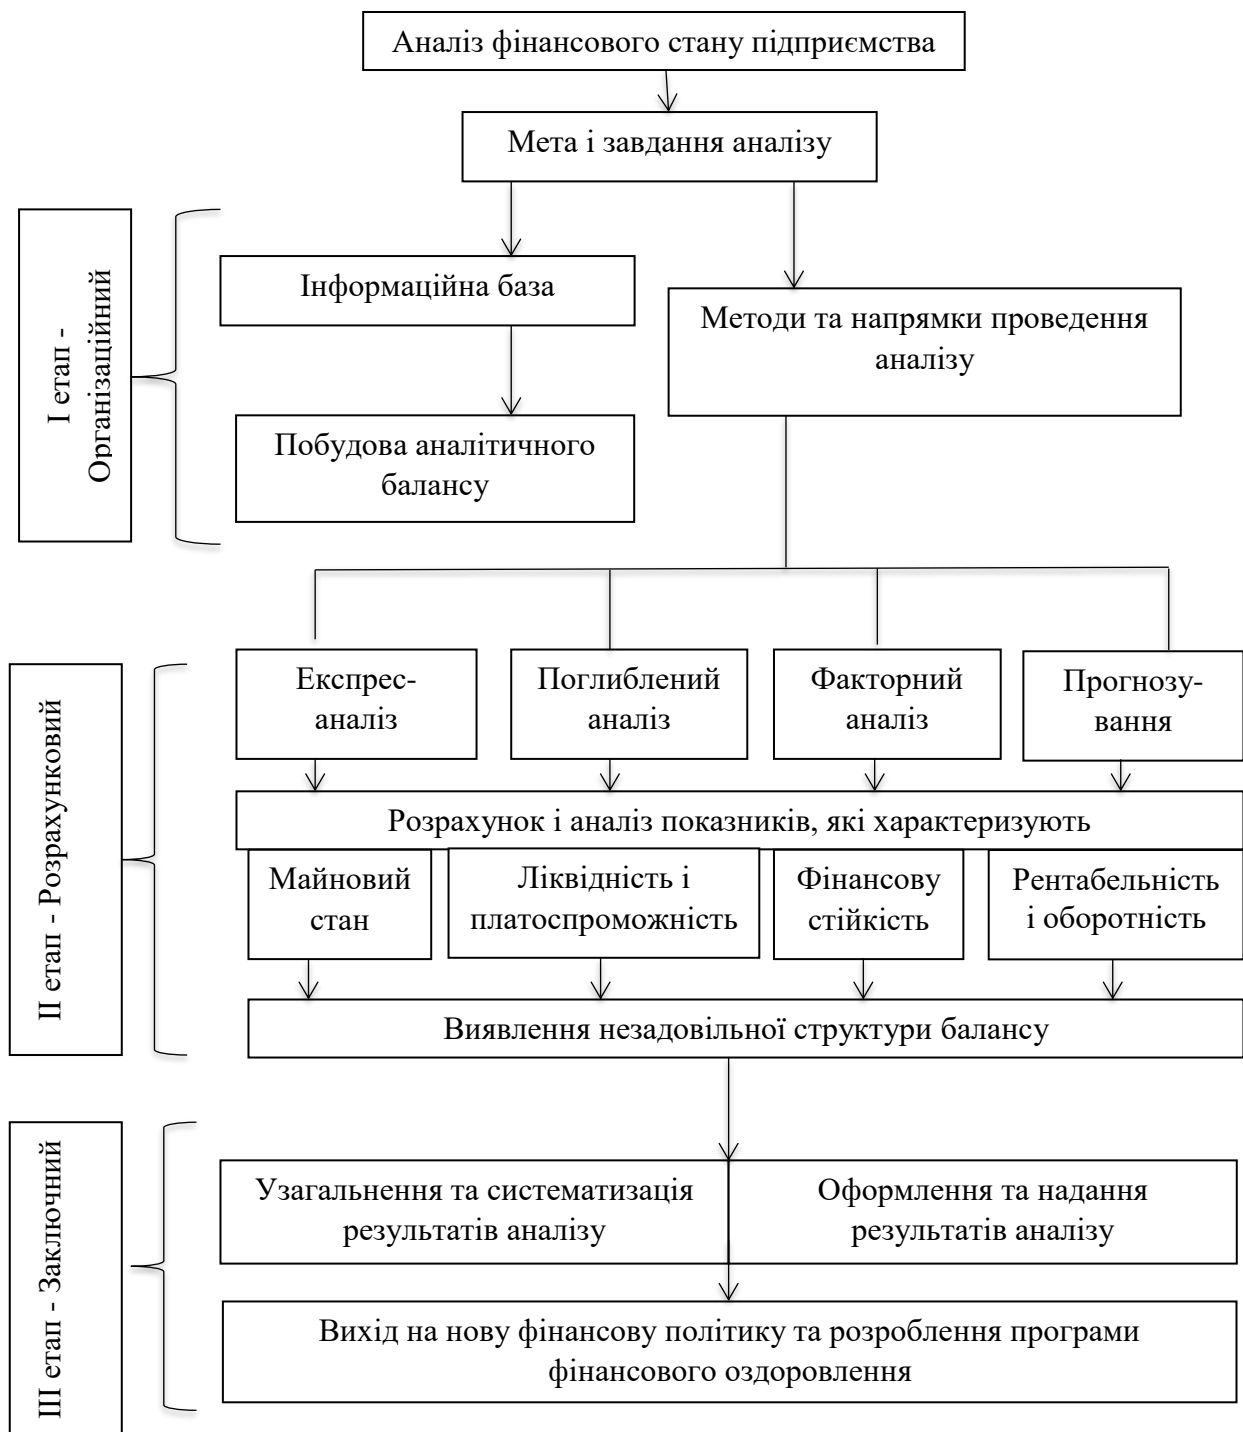 Аналіз фінансового стану підприємства
Мета і завдання аналізу
І етап -
Організаційний
Інформаційна база
Методи та напрямки проведення
аналізу
Побудова аналітичного
балансу
ІІ етап - Розрахунковий
Експрес-
аналіз
Поглиблений
аналіз
Факторний
аналіз
Прогнозу-
вання
Розрахунок і аналіз показників, які характеризують
Майновий
стан
Ліквідність і
платоспроможність
Фінансову
стійкість
Рентабельність
і оборотність
Виявлення незадовільної структури балансу
ІІІ етап - Заключний
Узагальнення та систематизація
результатів аналізу
Оформлення та надання
результатів аналізу
Вихід на нову фінансову політику та розроблення програми
фінансового оздоровлення